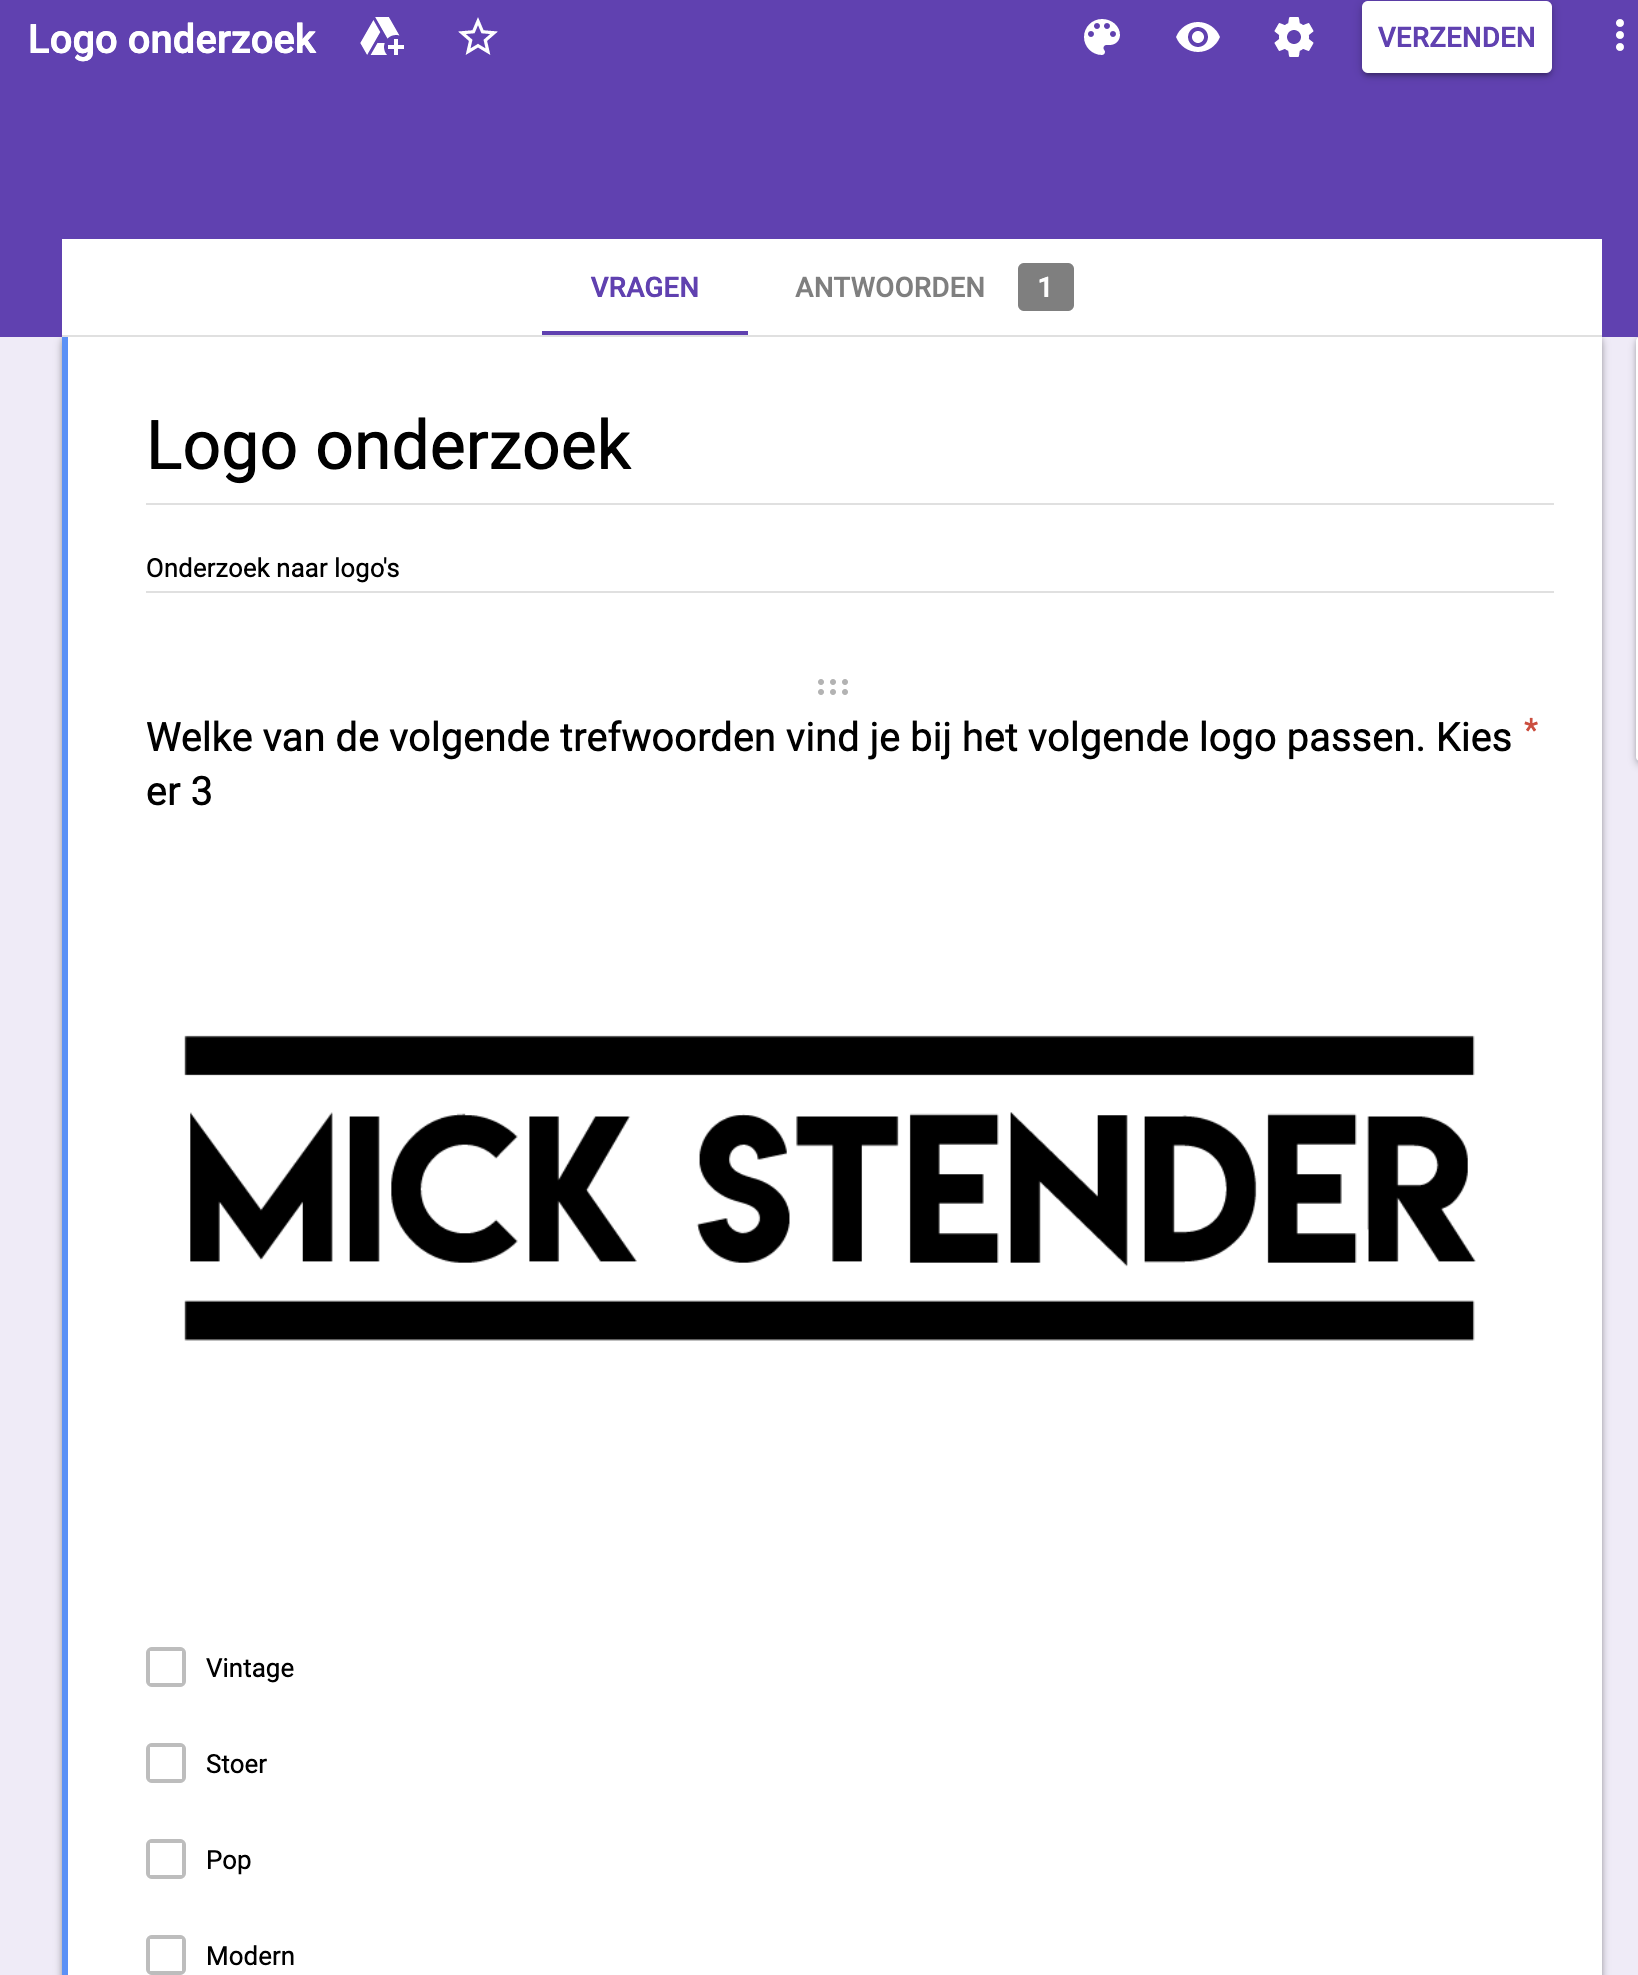 Logo onderzoek
VERZENDEN
VRAGEN
ANTWOORDEN
1
Logo onderzoek
Onderzoek naar logo's
Welke van de volgende trefwoorden vind je bij het volgende logo passen. Kies *
er 3
MICK STENDER
Vintage
Stoer
Pop
Modern